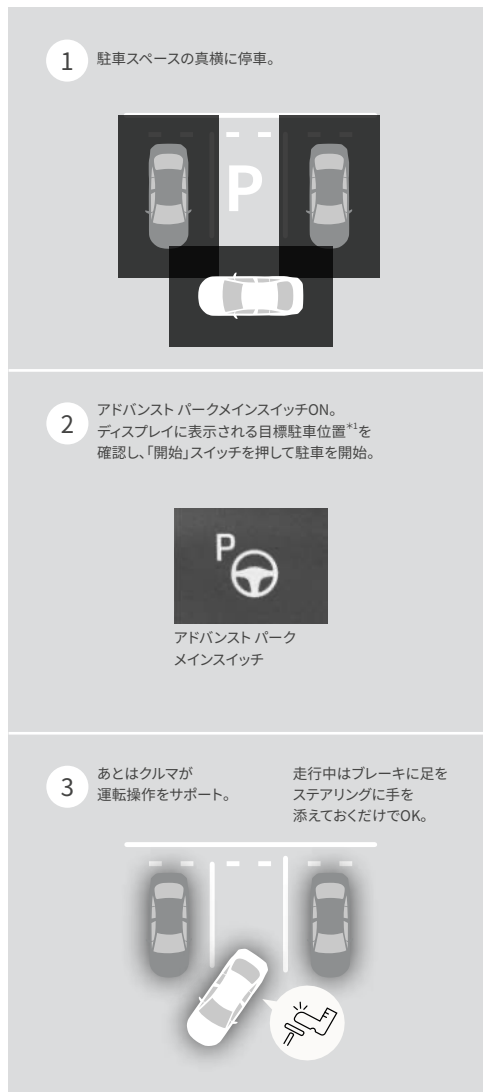 1
駐車スペースの真横に停車。
P
2
アドバンスト パークメインスイッチON。
ディスプレイに表示される目標駐車位置*1を
確認し、「開始」スイッチを押して駐車を開始。
P
アドバンスト パーク
メインスイッチ
3
あとはクルマが
運転操作をサポート。
走行中はブレーキに足を
ステアリングに手を
添えておくだけでOK。